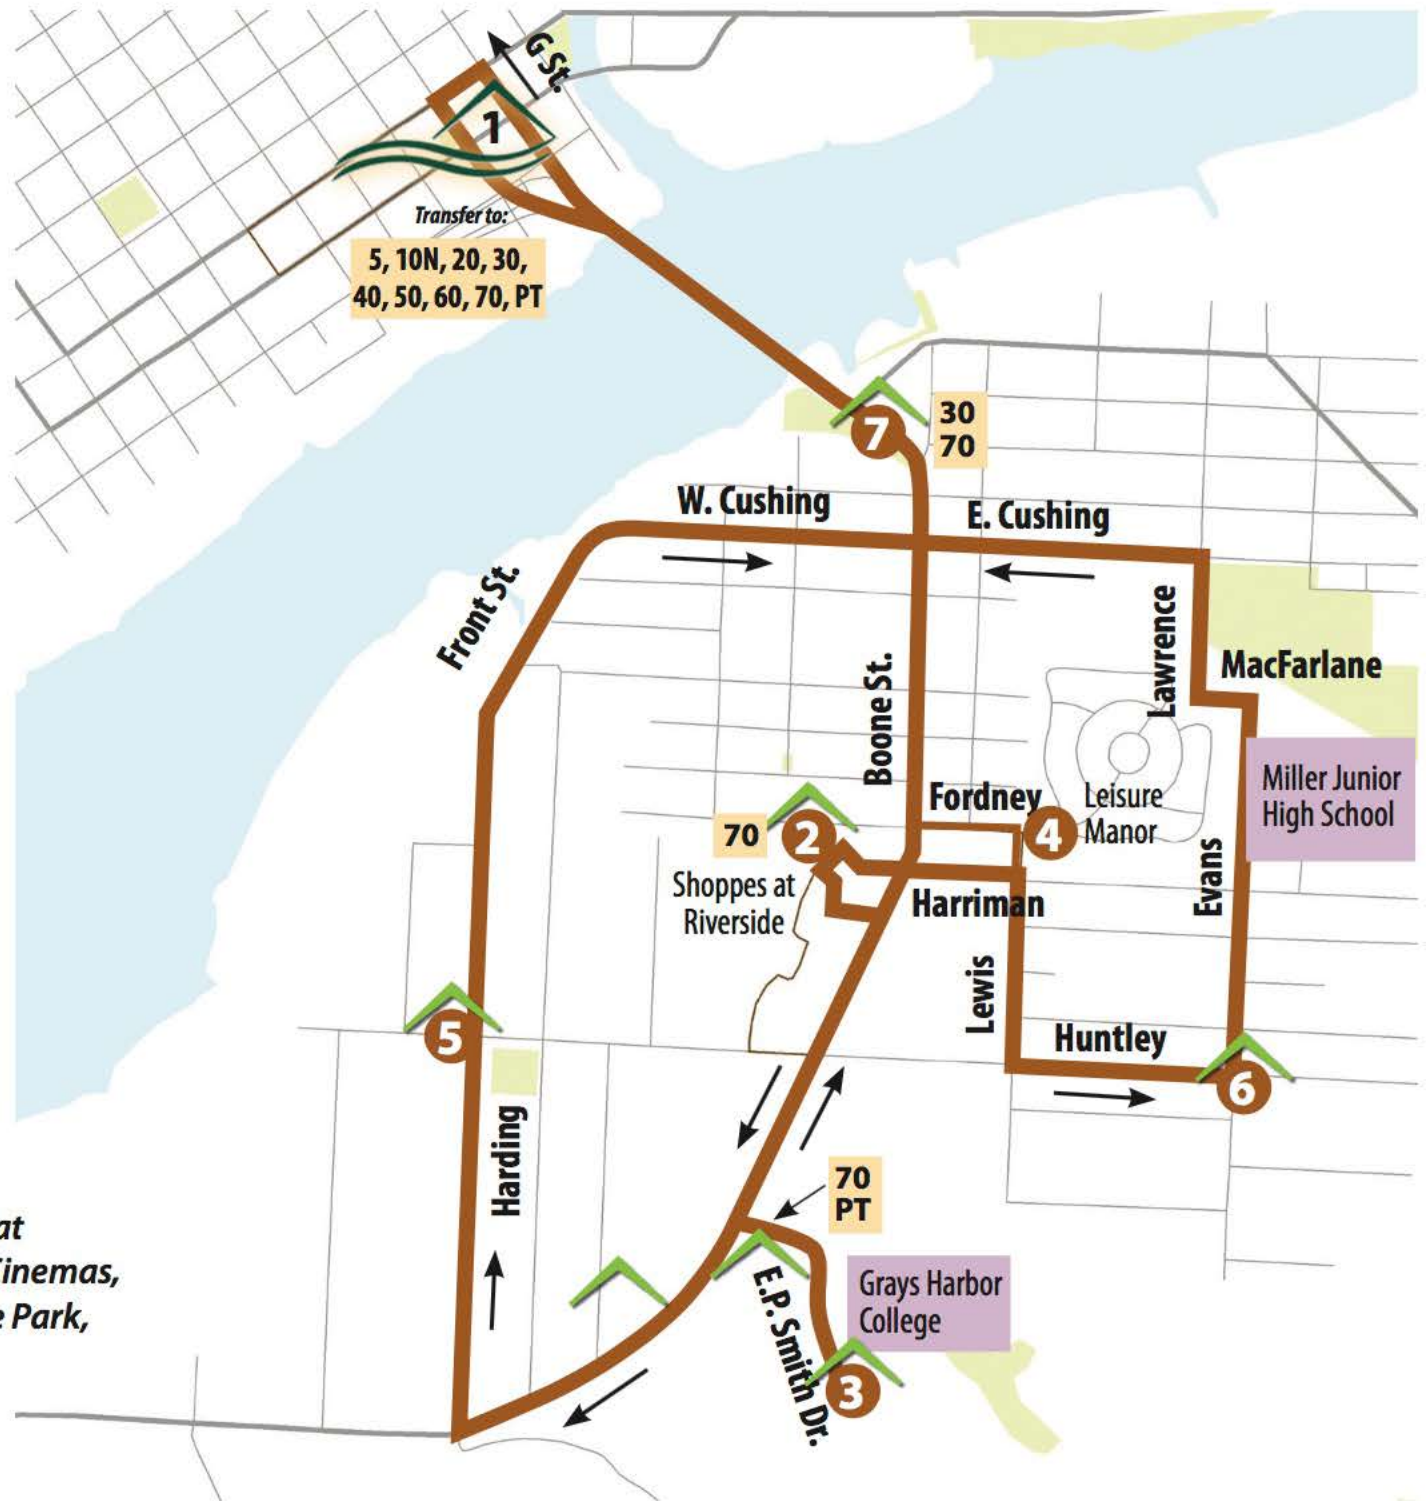 G St.
1
Transfer to:
5, 10N, 20, 30,
40, 50, 60, 70, PT
7
30
70
W. Cushing
E. Cushing
Front St.
Lawrence
MacFarlane
Boone St.
Miller Junior
High School
Fordney
Leisure
Manor
4
70
2
Shoppes at
Riverside
Harriman
Evans
Lewis
5
Huntley
6
Harding
70
PT
at
inemas,
Park,
E.P. Smith Dr.
Grays Harbor
College
3